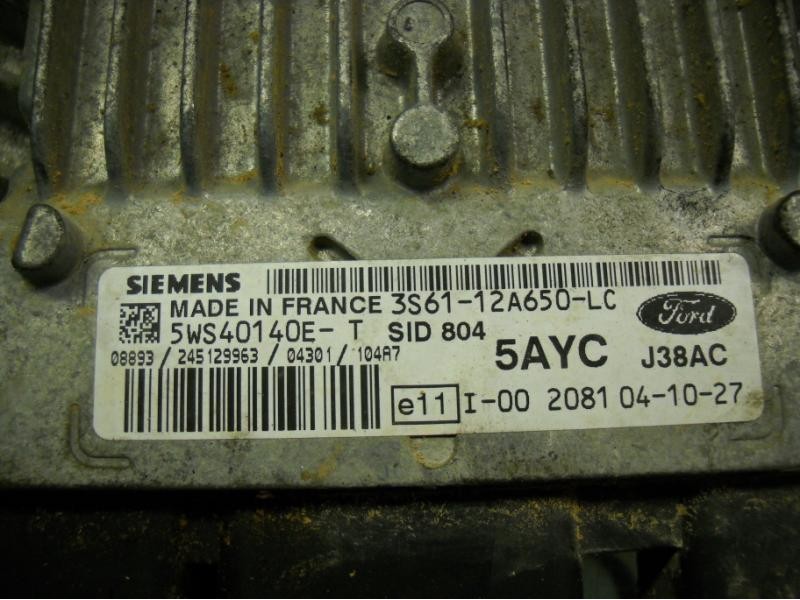 SIEMENS
MADE IN FRANCE 3S61-12A650-LC
Ford
5WS40140E- T SID 804
08893/245129963/04301/104A7
5AYC J38AC
e11 I-00 2081 04-10-27